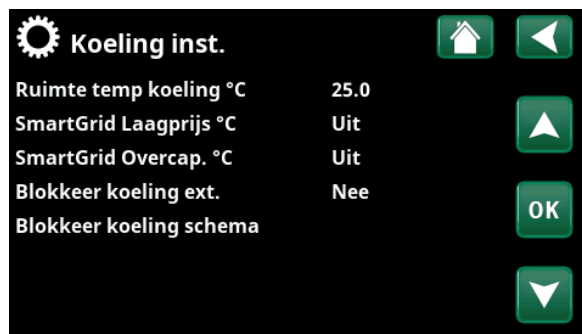 Koeling inst.
Ruimte temp koeling °C 25.0
SmartGrid Laagprijs °C Uit
SmartGrid Overcap. °C Uit
Blokkeer koeling ext. Nee
Blokkeer koeling schema
OK